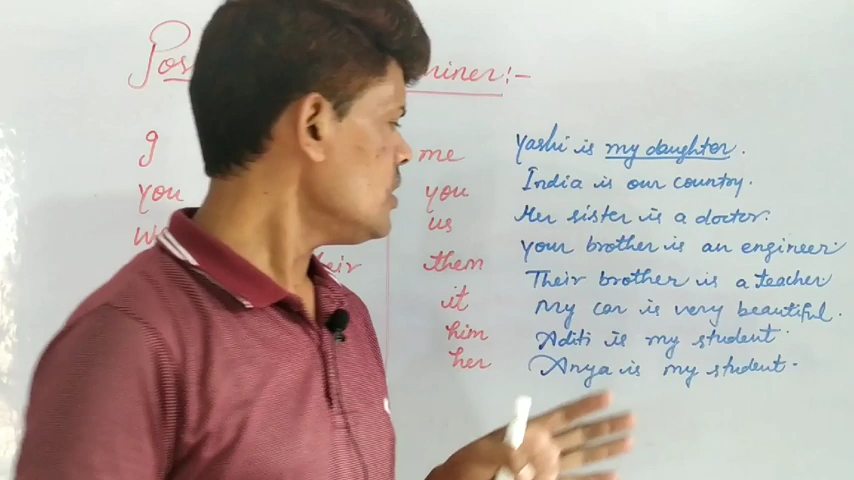 Pos miner:-
I me Yashi is my daughter.
you you India is our country.
we us Her sister is a doctor.
their them your brother is an engineer.
it Their brother is a teacher
him My car is very beautiful.
her Aditi is my student.
Anya is my student.